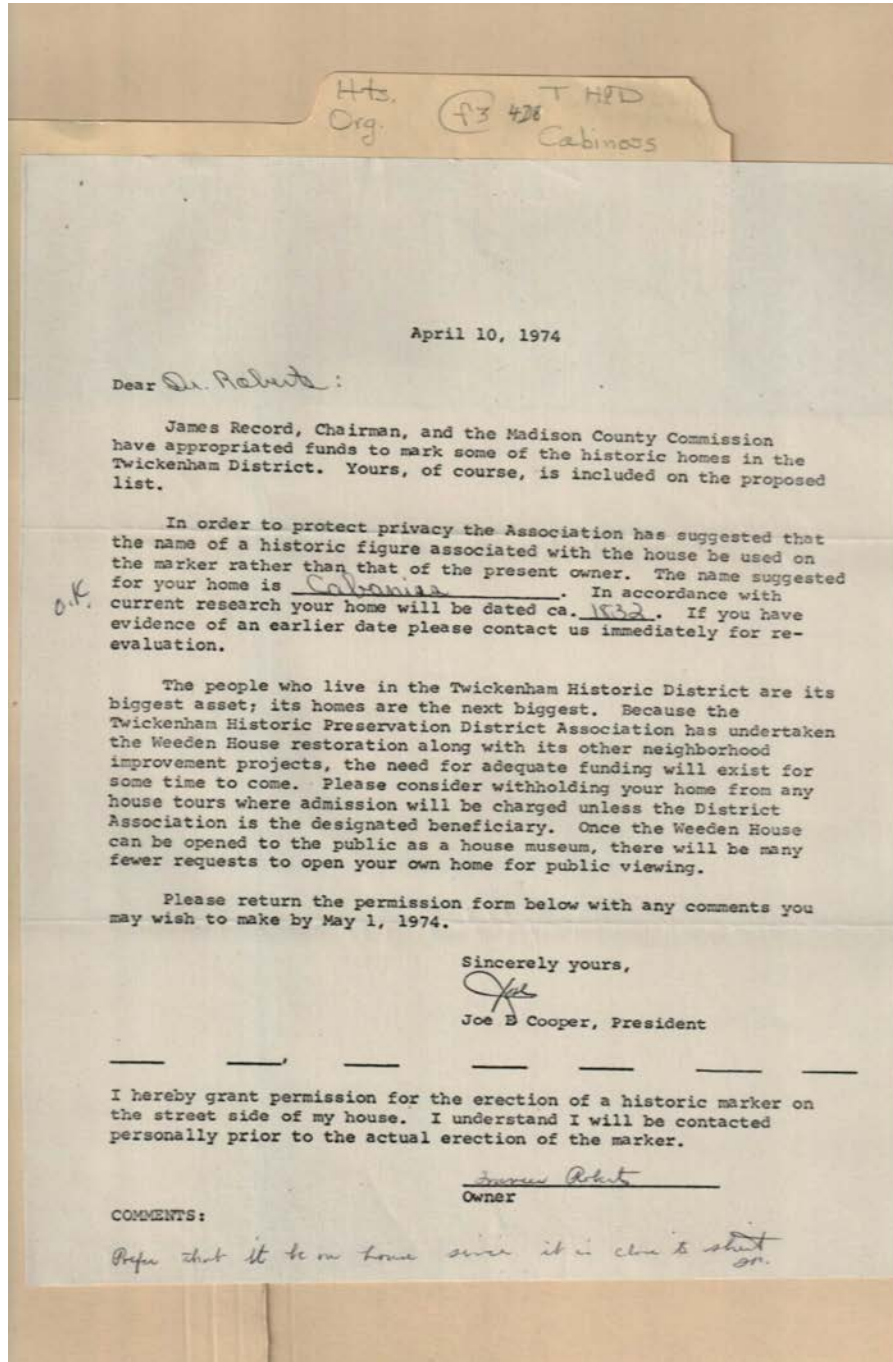 Hts. T HPD
Org. f3 428
Cabinoss
April 10, 1974
Dear Dr. Roberts:
James Record, Chairman, and the Madison County Commission
have appropriated funds to mark some of the historic homes in the
Twickenham District. Yours, of course, is included on the proposed
list.
In order to protect privacy the Association has suggested that
the name of a historic figure associated with the house be used on
the marker rather than that of the present owner. The name suggested
for your home is Cabaniss. In accordance with
O.K. current research your home will be dated ca. 1832. If you have
evidence of an earlier date please contact us immediately for re-
evaluation.
The people who live in the Twickenham Historic District are its
biggest asset; its homes are the next biggest. Because the
Twickenham Historic Preservation District Association has undertaken
the Weeden House restoration along with its other neighborhood
improvement projects, the need for adequate funding will exist for
some time to come. Please consider withholding your home from any
house tours where admission will be charged unless the District
Association is the designated beneficiary. Once the Weeden House
can be opened to the public as a house museum, there will be many
fewer requests to open your own home for public viewing.
Please return the permission form below with any comments you
may wish to make by May 1, 1974.
Sincerely yours,
Joe
Joe B Cooper, President
I hereby grant permission for the erection of a historic marker on
the street side of my house. I understand I will be contacted
personally prior to the actual erection of the marker.
Frances Roberts
Owner
COMMENTS:
Prefer that it be on house since it is close to street